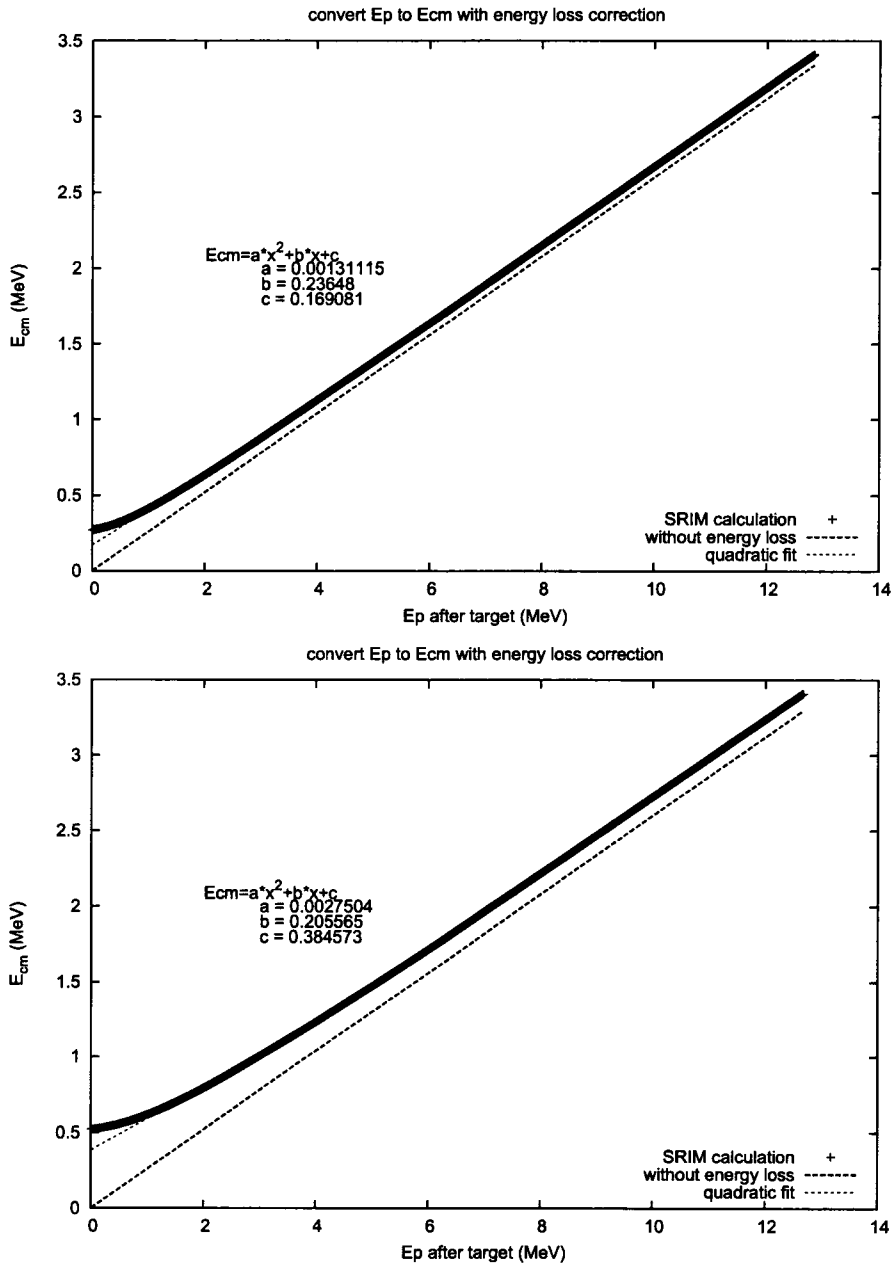 convert Ep to Ecm with energy loss correction
3.5
3
2.5
2
1.5
1
0.5
0
E_cm (MeV)
Ecm=a*x^2+b*x+c
a = 0.00131115
b = 0.23648
c = 0.169081
SRIM calculation
without energy loss
quadratic fit
0 2 4 6 8 10 12 14
Ep after target (MeV)
convert Ep to Ecm with energy loss correction
3.5
3
2.5
2
1.5
1
0.5
0
E_cm (MeV)
Ecm=a*x^2+b*x+c
a = 0.0027504
b = 0.205565
c = 0.384573
SRIM calculation
without energy loss
quadratic fit
0 2 4 6 8 10 12 14
Ep after target (MeV)